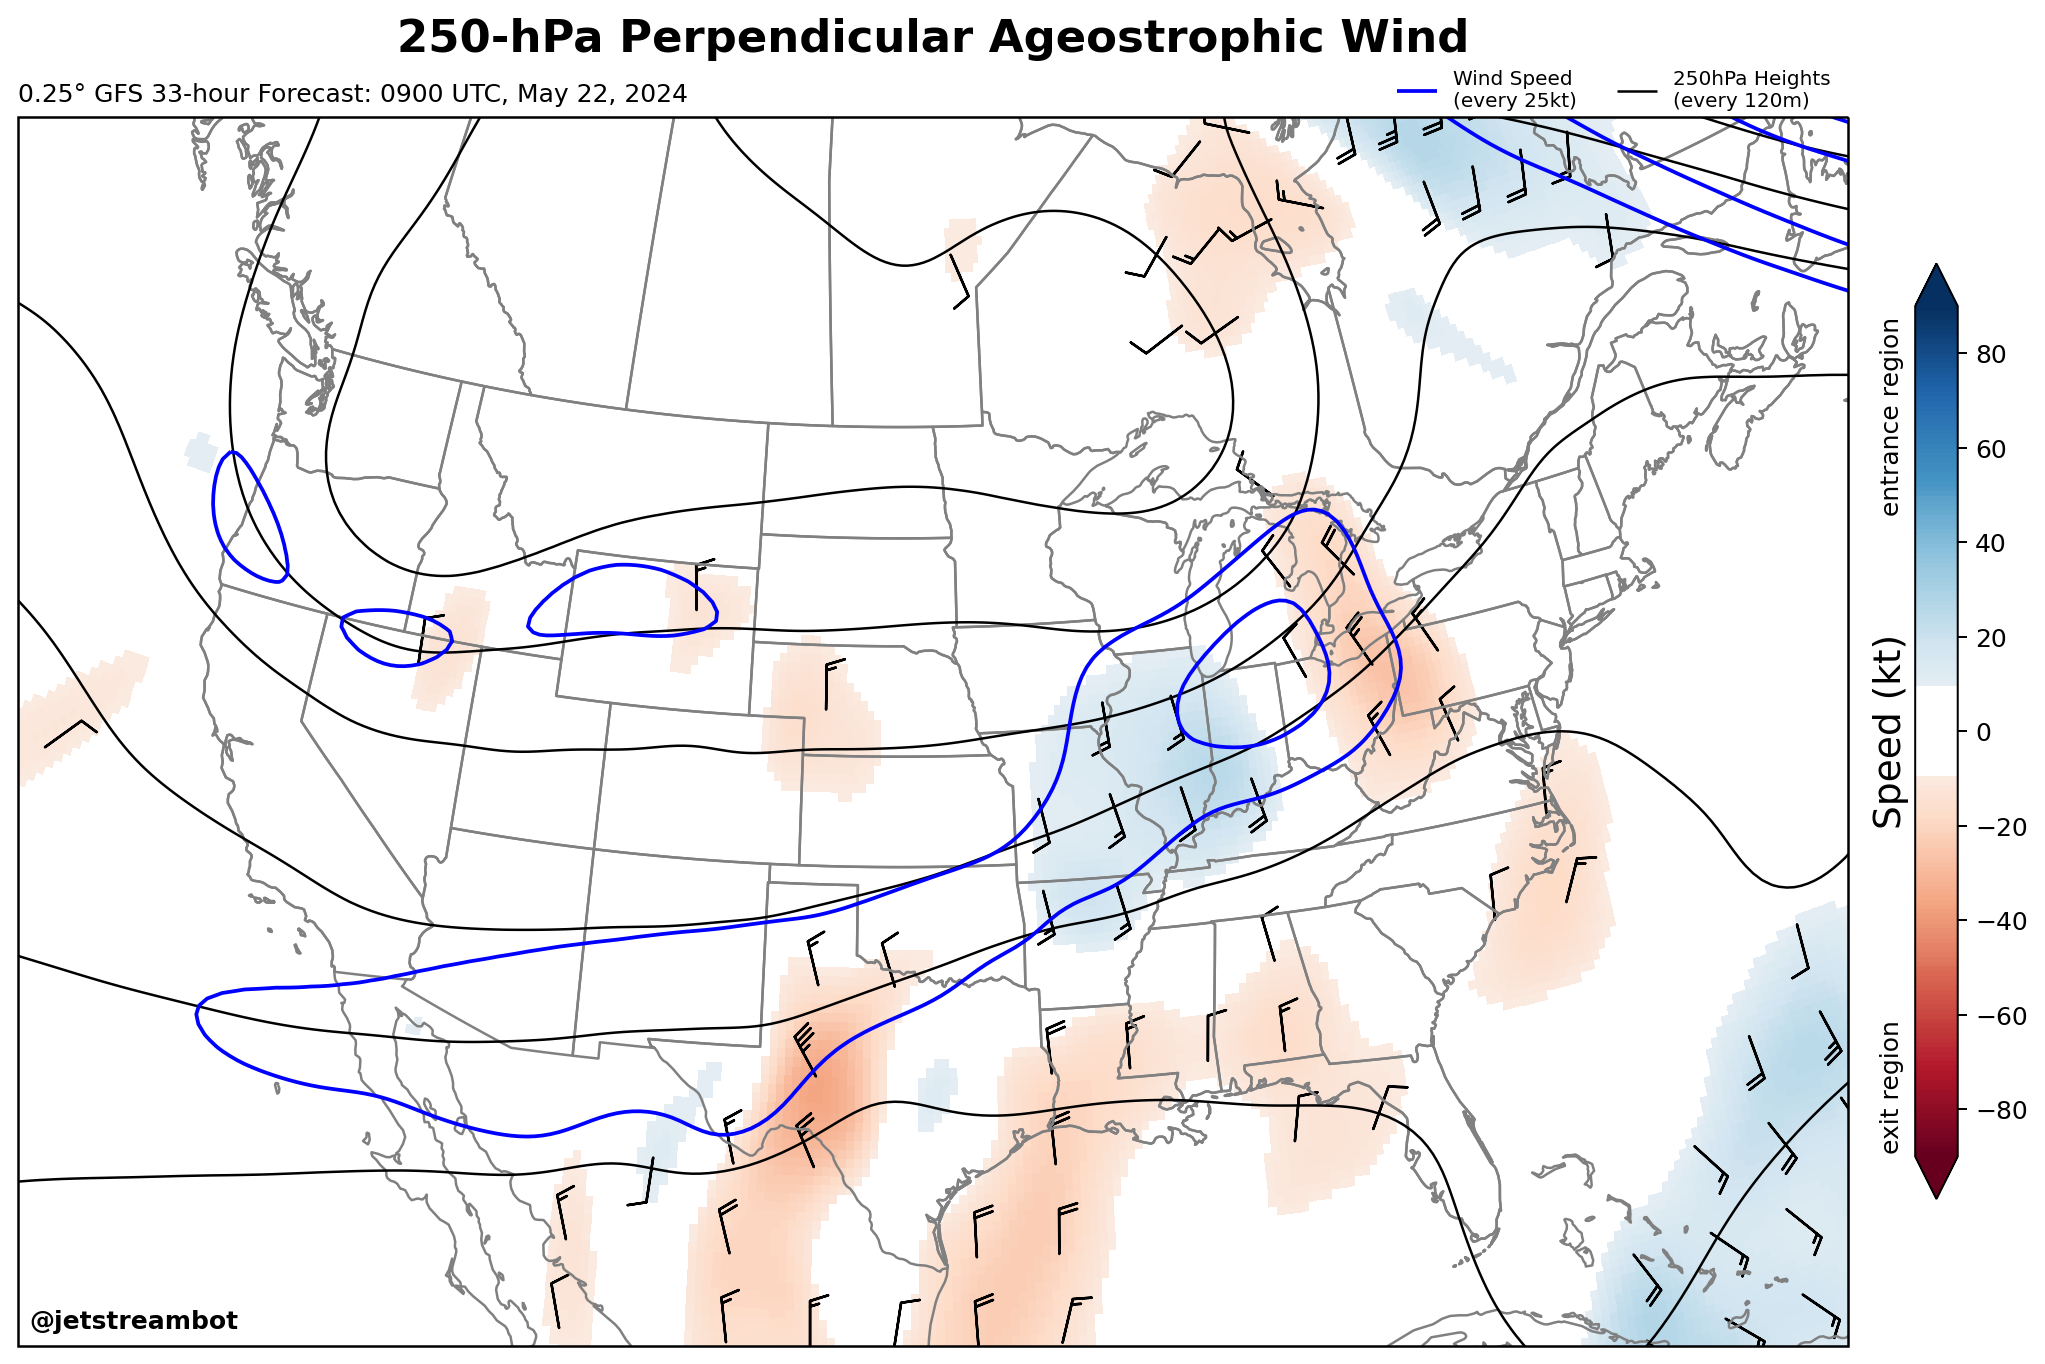 250-hPa Perpendicular Ageostrophic Wind
0.25° GFS 33-hour Forecast: 0900 UTC, May 22, 2024
Wind Speed
(every 25kt)
250hPa Heights
(every 120m)
entrance region
exit region
Speed (kt)
80
60
40
20
0
−20
−40
−60
−80
@jetstreambot